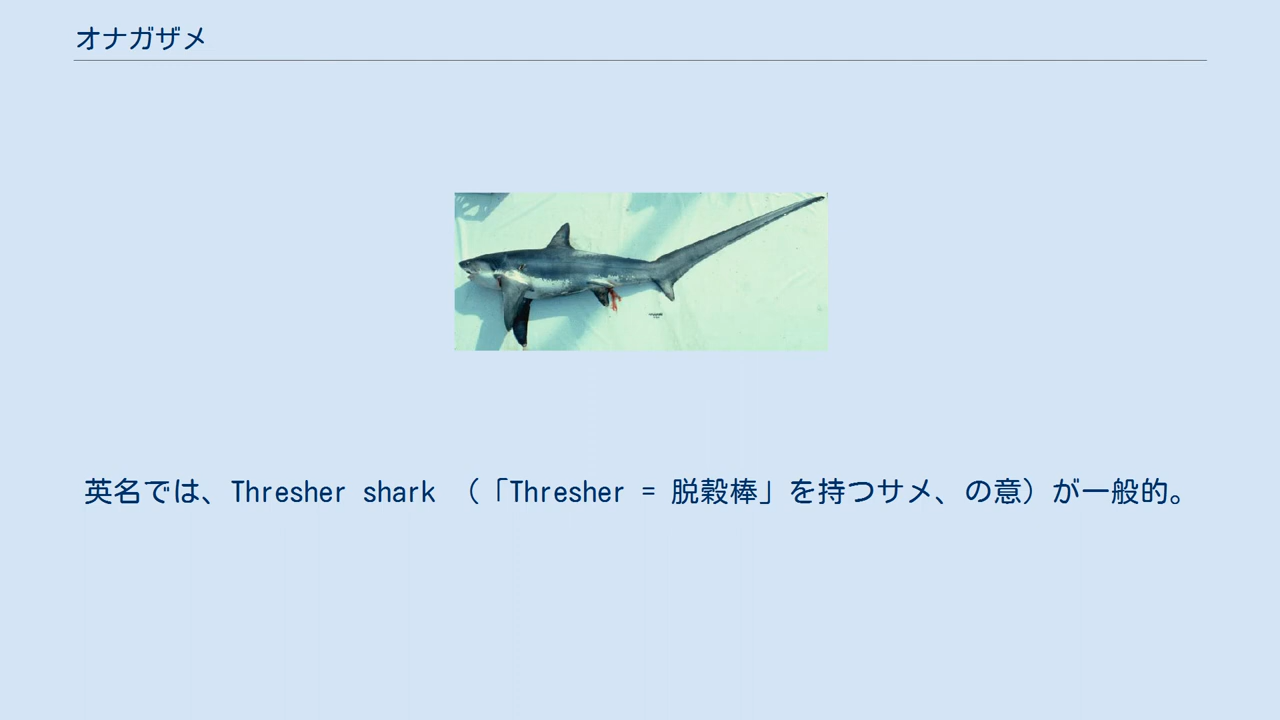 オナガザメ
英名では、Thresher shark （「Thresher = 脱穀棒」を持つサメ、の意）が一般的。